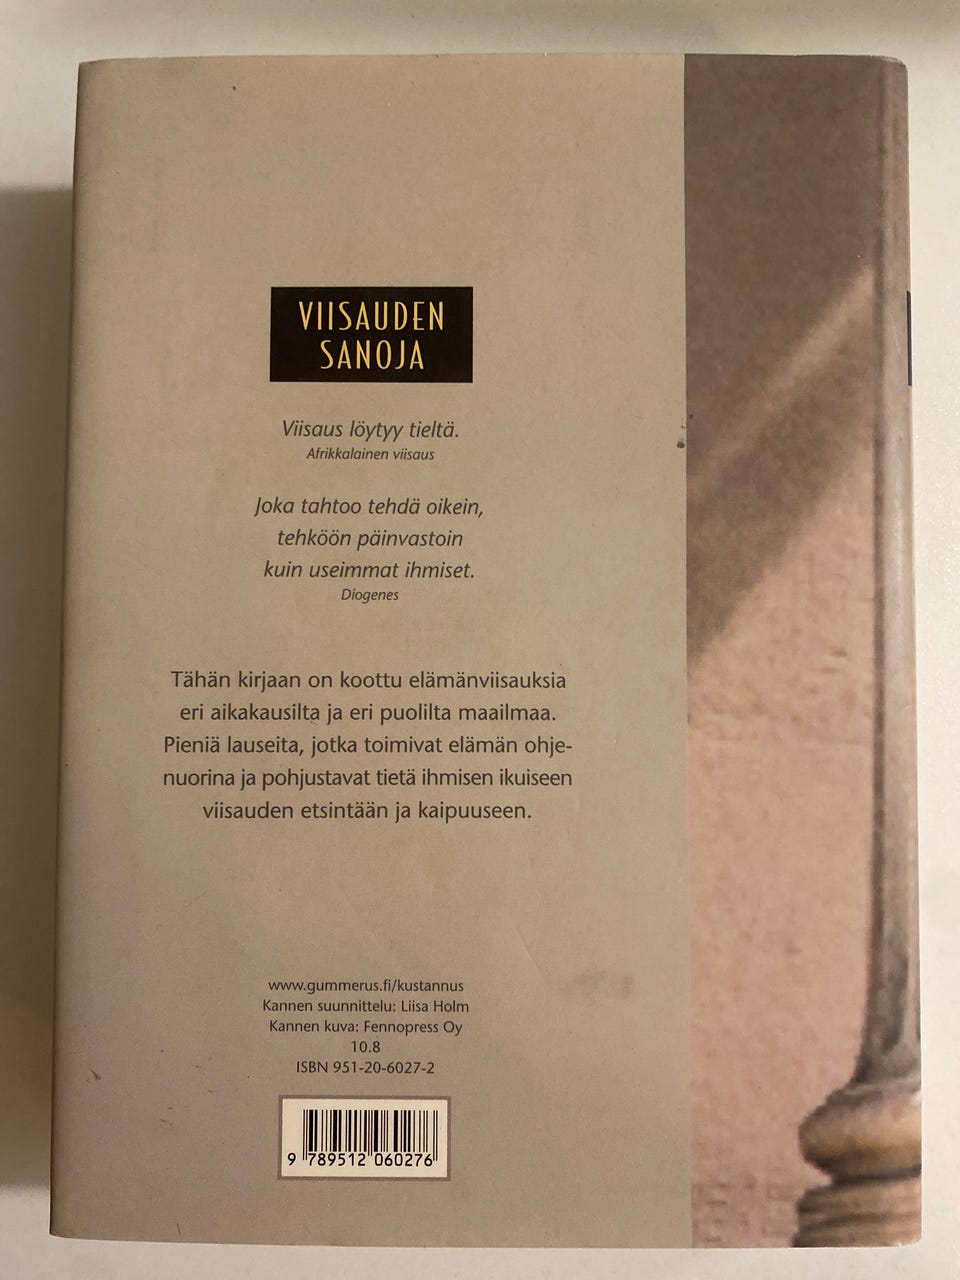 VIISAUDEN
SANOJA
Viisaus löytyy tieltä.
Afrikkalainen viisaus
Joka tahtoo tehdä oikein,
tehköön päinvastoin
kuin useimmat ihmiset.
Diogenes
Tähän kirjaan on koottu elämänviisauksia
eri aikakausilta ja eri puolilta maailmaa.
Pieniä lauseita, jotka toimivat elämän ohje-
nuorina ja pohjustavat tietä ihmisen ikuiseen
viisauden etsintään ja kaipuuseen.
www.gummerus.fi/kustannus
Kannen suunnittelu: Liisa Holm
Kannen kuva: Fennopress Oy
10.8
ISBN 951-20-6027-2
9 789512 060276